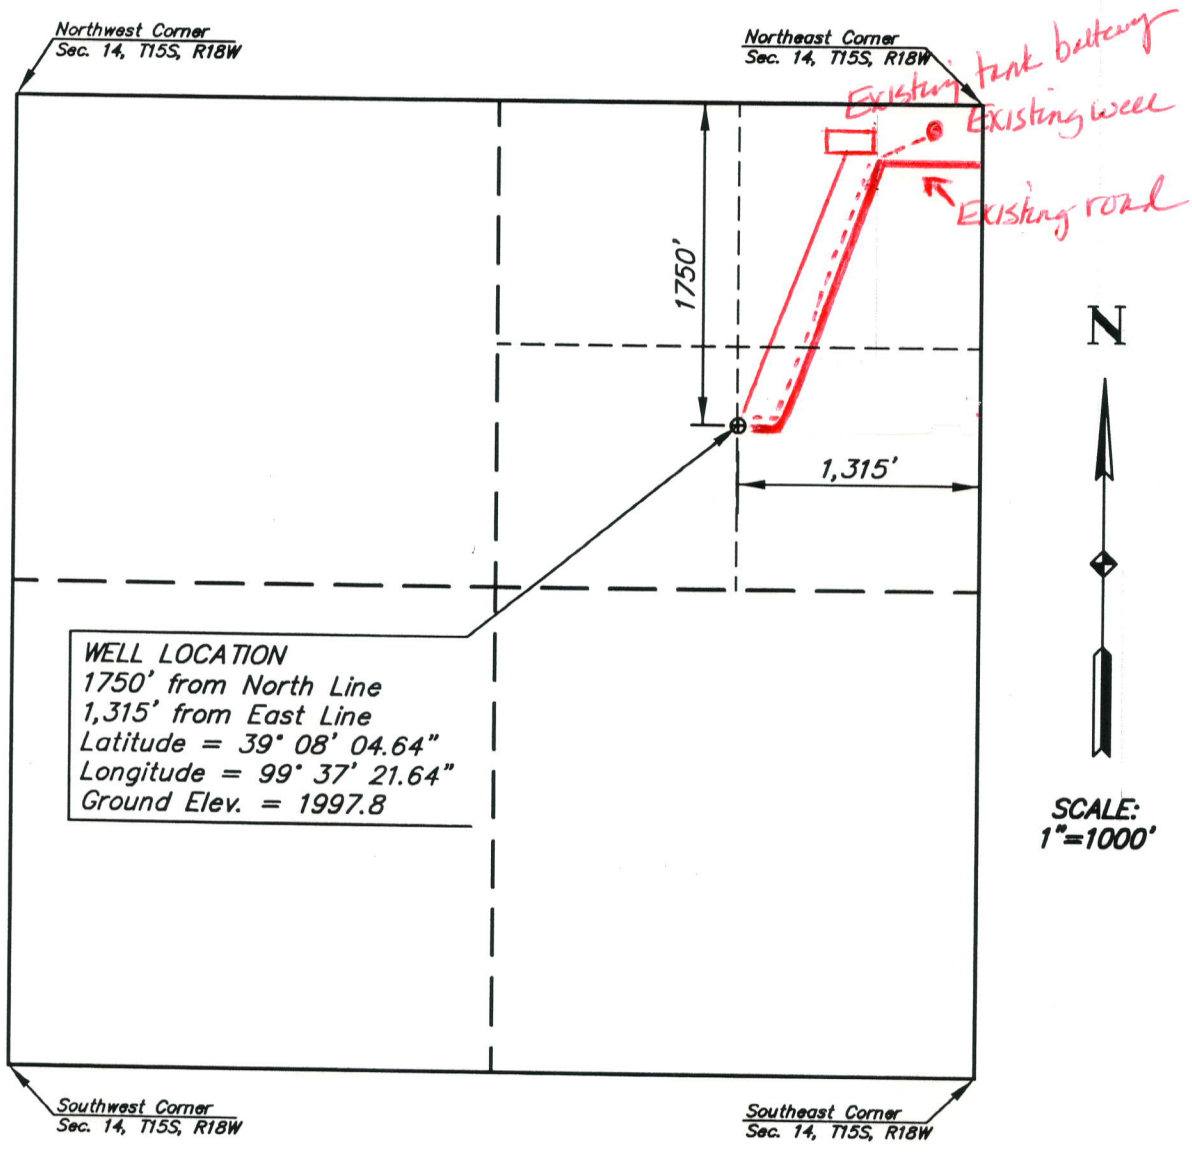 Northwest Corner
Sec. 14, T15S, R18W
Northeast Corner
Sec. 14, T15S, R18W
Existing tank battery
Existing well
Existing road
1750'
N
1,315'
WELL LOCATION
1750' from North Line
1,315' from East Line
Latitude = 39° 08' 04.64"
Longitude = 99° 37' 21.64"
Ground Elev. = 1997.8
SCALE:
1"=1000'
Southwest Corner
Sec. 14, T15S, R18W
Southeast Corner
Sec. 14, T15S, R18W